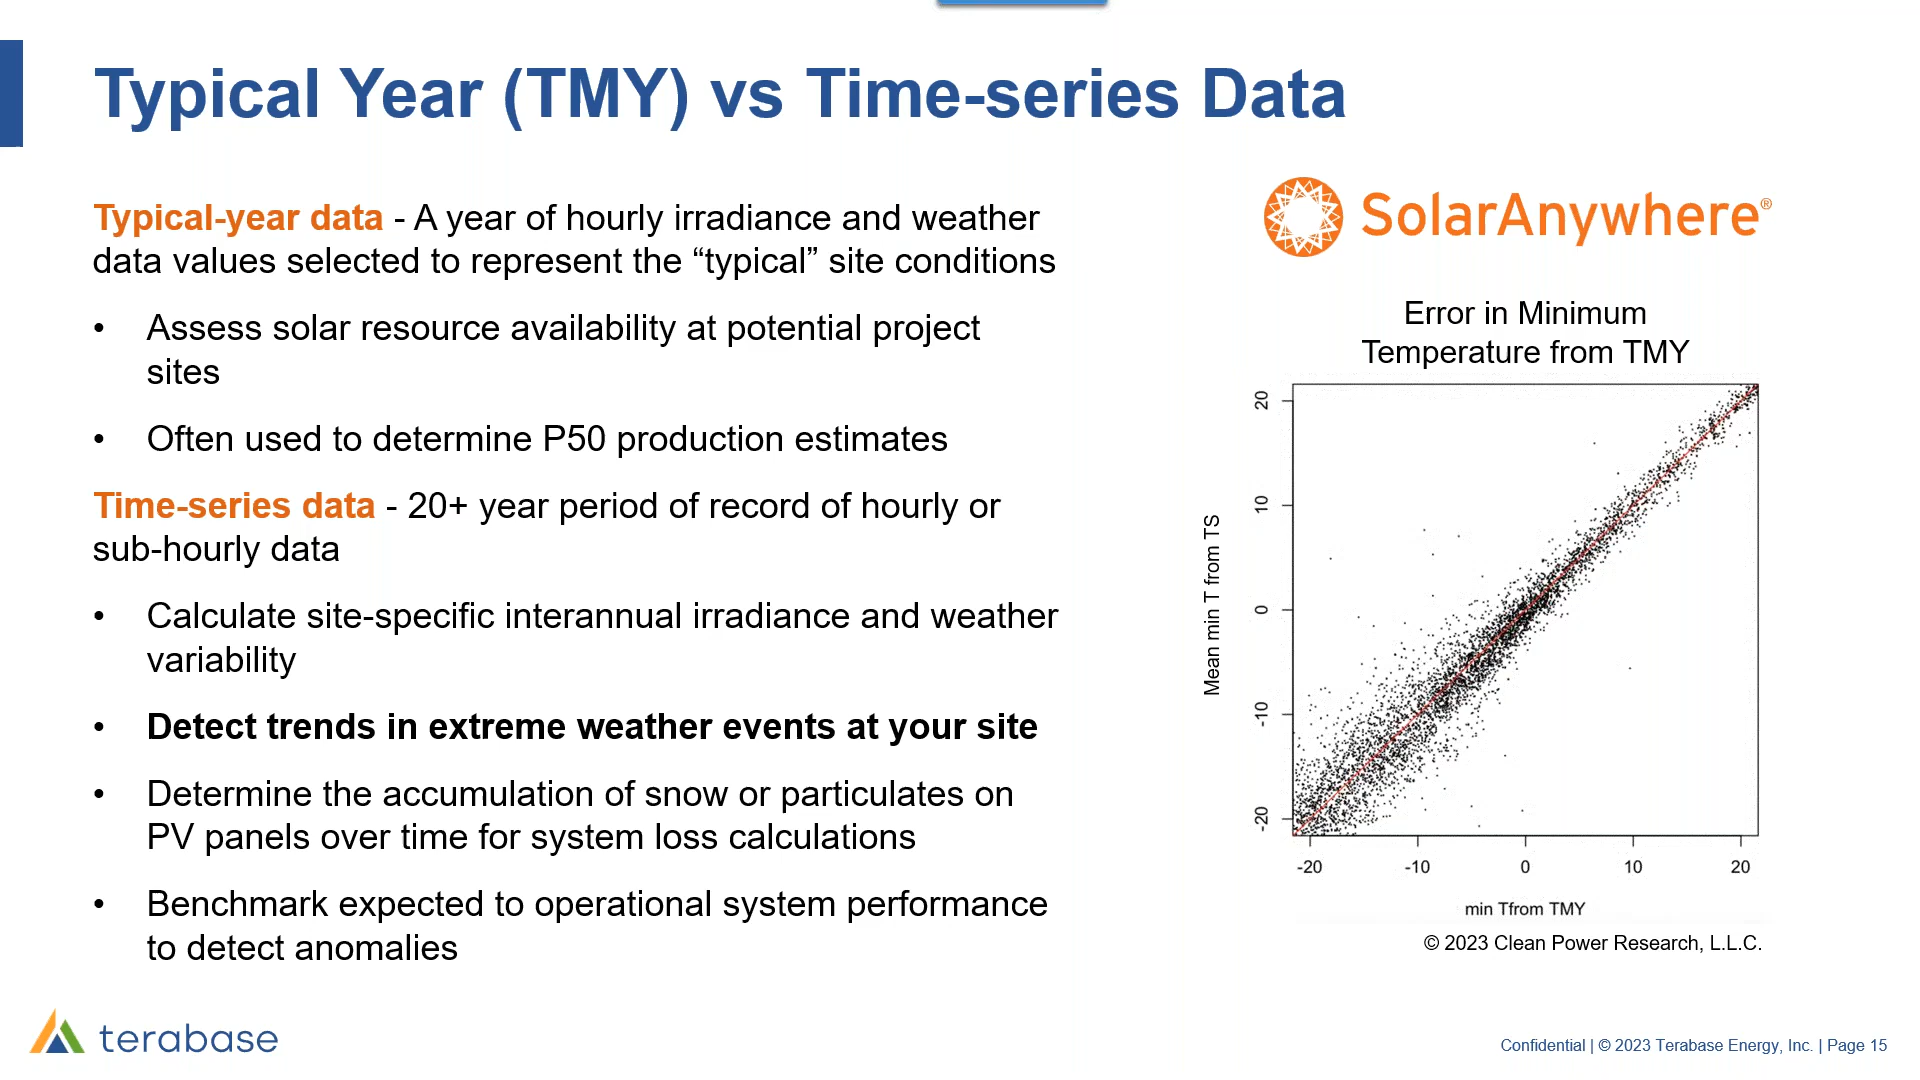 Typical Year (TMY) vs Time-series Data
Typical-year data - A year of hourly irradiance and weather
data values selected to represent the “typical” site conditions
• Assess solar resource availability at potential project
sites
• Often used to determine P50 production estimates
Time-series data - 20+ year period of record of hourly or
sub-hourly data
• Calculate site-specific interannual irradiance and weather
variability
• Detect trends in extreme weather events at your site
• Determine the accumulation of snow or particulates on
PV panels over time for system loss calculations
• Benchmark expected to operational system performance
to detect anomalies
SolarAnywhere®
Error in Minimum
Temperature from TMY
Mean min T from TS
20
10
0
-10
-20
-20 -10 0 10 20
min Tfrom TMY
© 2023 Clean Power Research, L.L.C.
terabase
Confidential | © 2023 Terabase Energy, Inc. | Page 15